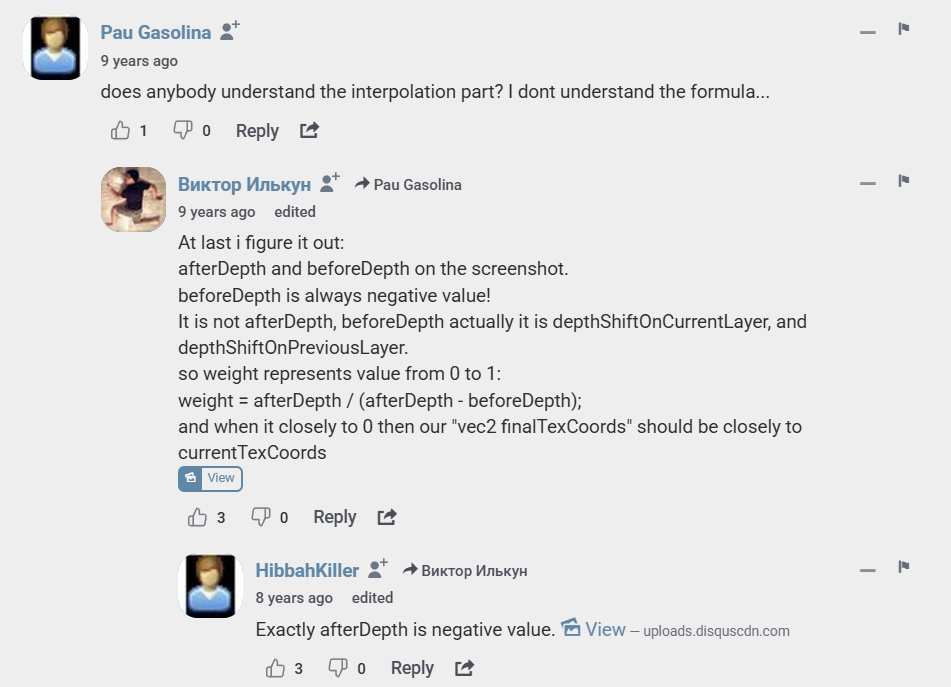 Pau Gasolina
9 years ago
does anybody understand the interpolation part? I dont understand the formula...
1 0 Reply
Виктор Илькун Pau Gasolina
9 years ago edited
At last i figure it out:
afterDepth and beforeDepth on the screenshot.
beforeDepth is always negative value!
It is not afterDepth, beforeDepth actually it is depthShiftOnCurrentLayer, and
depthShiftOnPreviousLayer.
so weight represents value from 0 to 1:
weight = afterDepth / (afterDepth - beforeDepth);
and when it closely to 0 then our "vec2 finalTexCoords" should be closely to
currentTexCoords
View
3 0 Reply
HibbahKiller Виктор Илькун
8 years ago edited
Exactly afterDepth is negative value. View — uploads.disquscdn.com
3 0 Reply